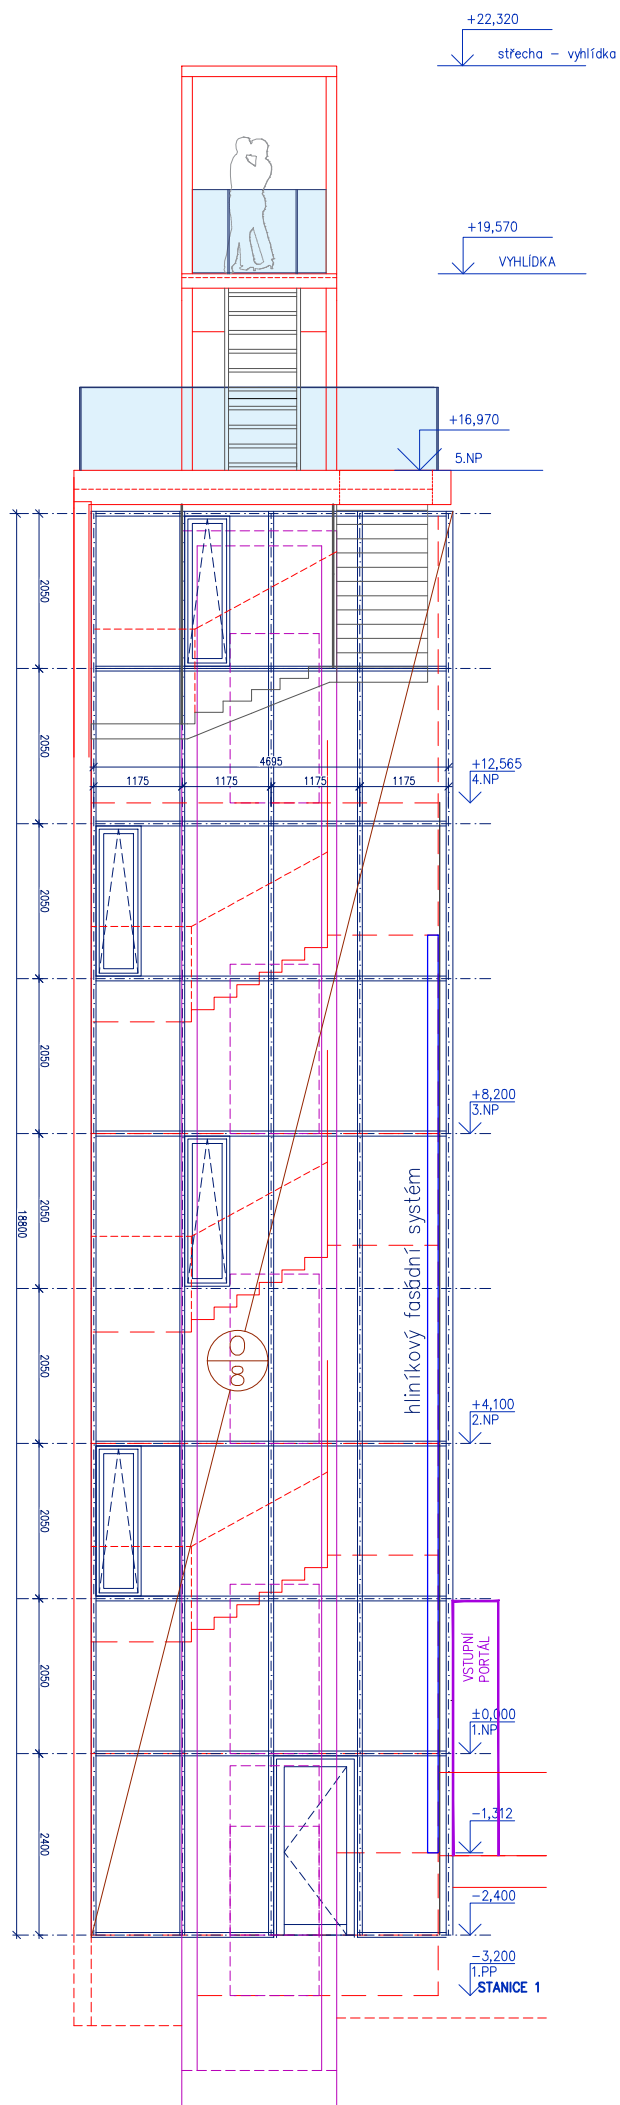 +22,320
střecha – vyhlídka
+19,570
VYHLÍDKA
+16,970
5.NP
2050
2050
4695
1175
1175
1175
1175
+12,565
4.NP
2050
2050
+8,200
3.NP
hliníkový fasádní systém
2050
18800
O
8
2050
+4,100
2.NP
2050
VSTUPNÍ
PORTÁL
2050
±0,000
1.NP
-1,312
2400
-2,400
-3,200
1.PP
STANICE 1